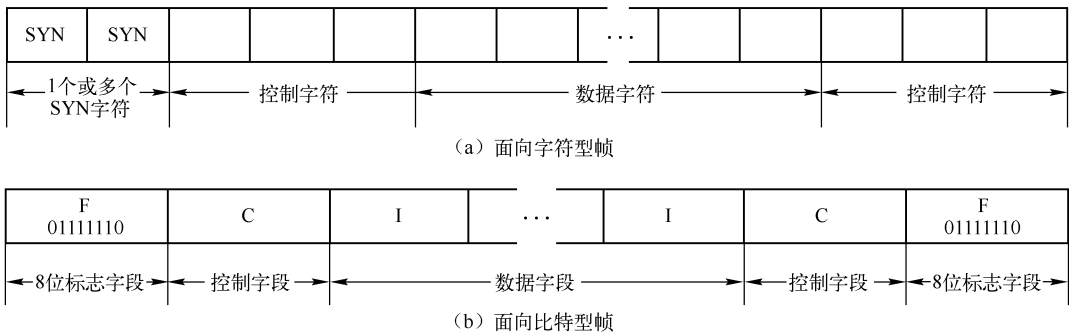 SYN SYN ...
1个或多个 控制字符 数据字符 控制字符
SYN字符
（a）面向字符型帧
F C I ... I C F
01111110 01111110
8位标志字段 控制字段 数据字段 控制字段 8位标志字段
（b）面向比特型帧